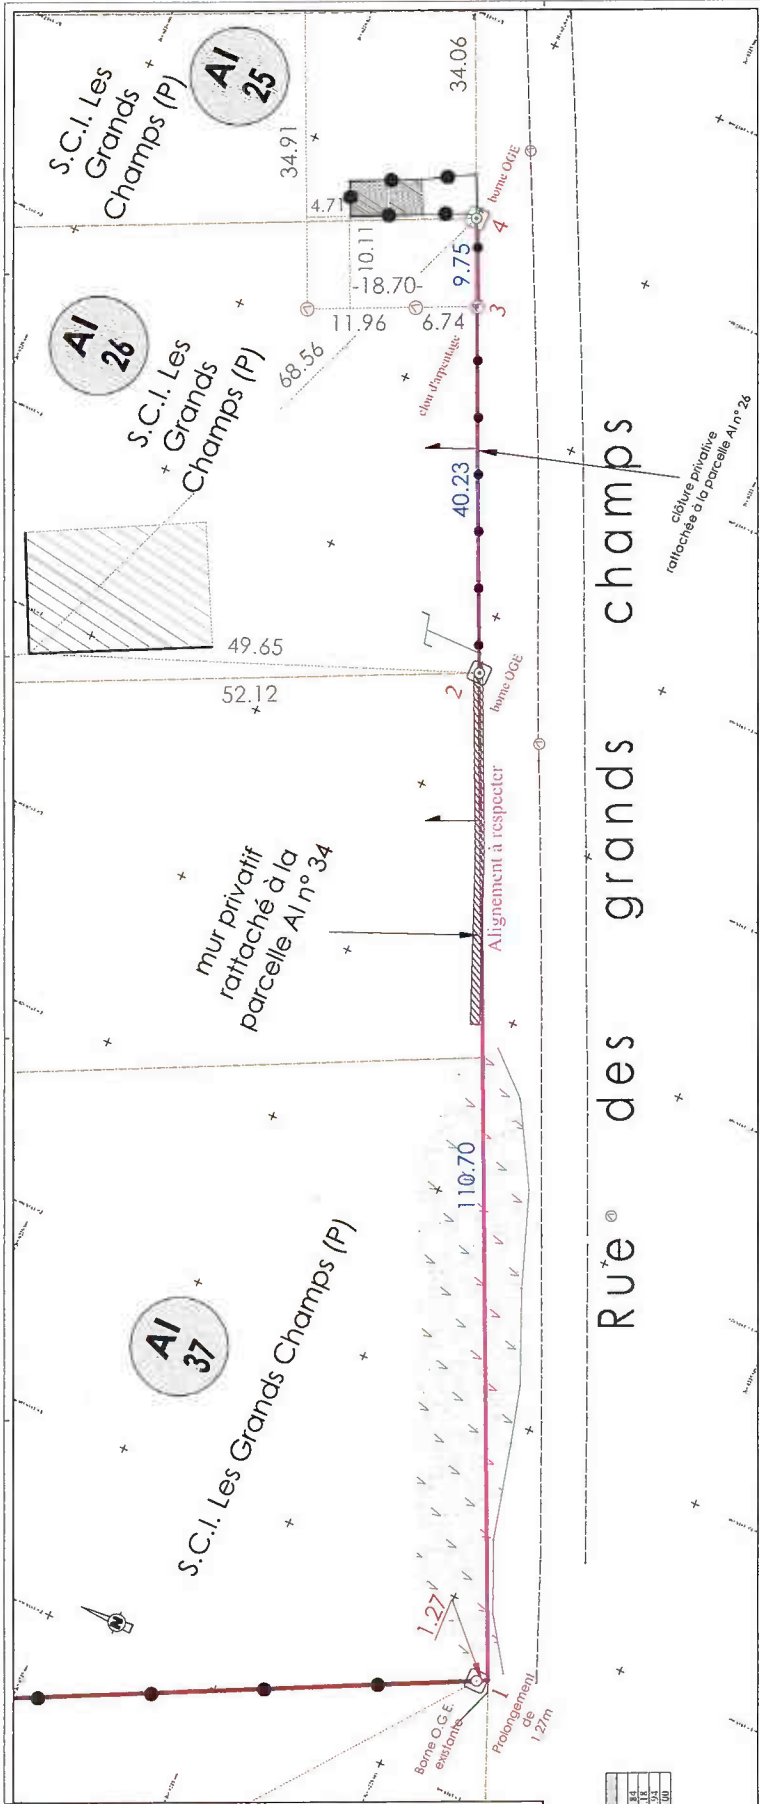 AI
25
S.C.I. Les
Grands
Champs (P)
34.91
34.06
4.71
10.11
-18.70-
11.96
6.74
68.56
9.75
4
borne OGE
3
clou d'arpentage
AI
26
S.C.I. Les
Grands
Champs (P)
40.23
clôture privative
rattachée à la parcelle AI n° 26
49.65
52.12
2
borne OGE
mur privatif
rattaché à la
parcelle AI n° 34
Alignement à respecter
110.70
AI
37
S.C.I. Les Grands Champs (P)
N
1.27
1
Borne O.G.E.
existante
Prolongement
de
1.27m
Rue des grands champs
84
18
94
00